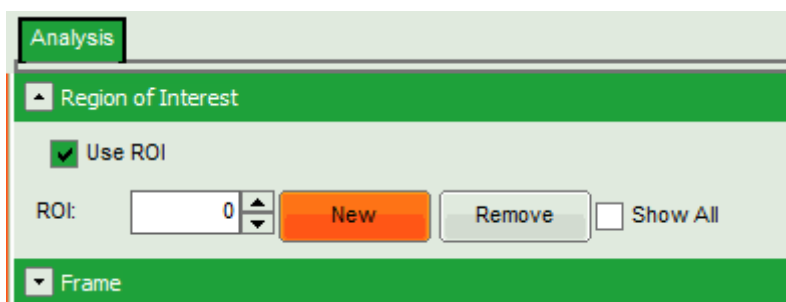 Analysis
Region of Interest
Use ROI
ROI: 0 New Remove Show All
Frame